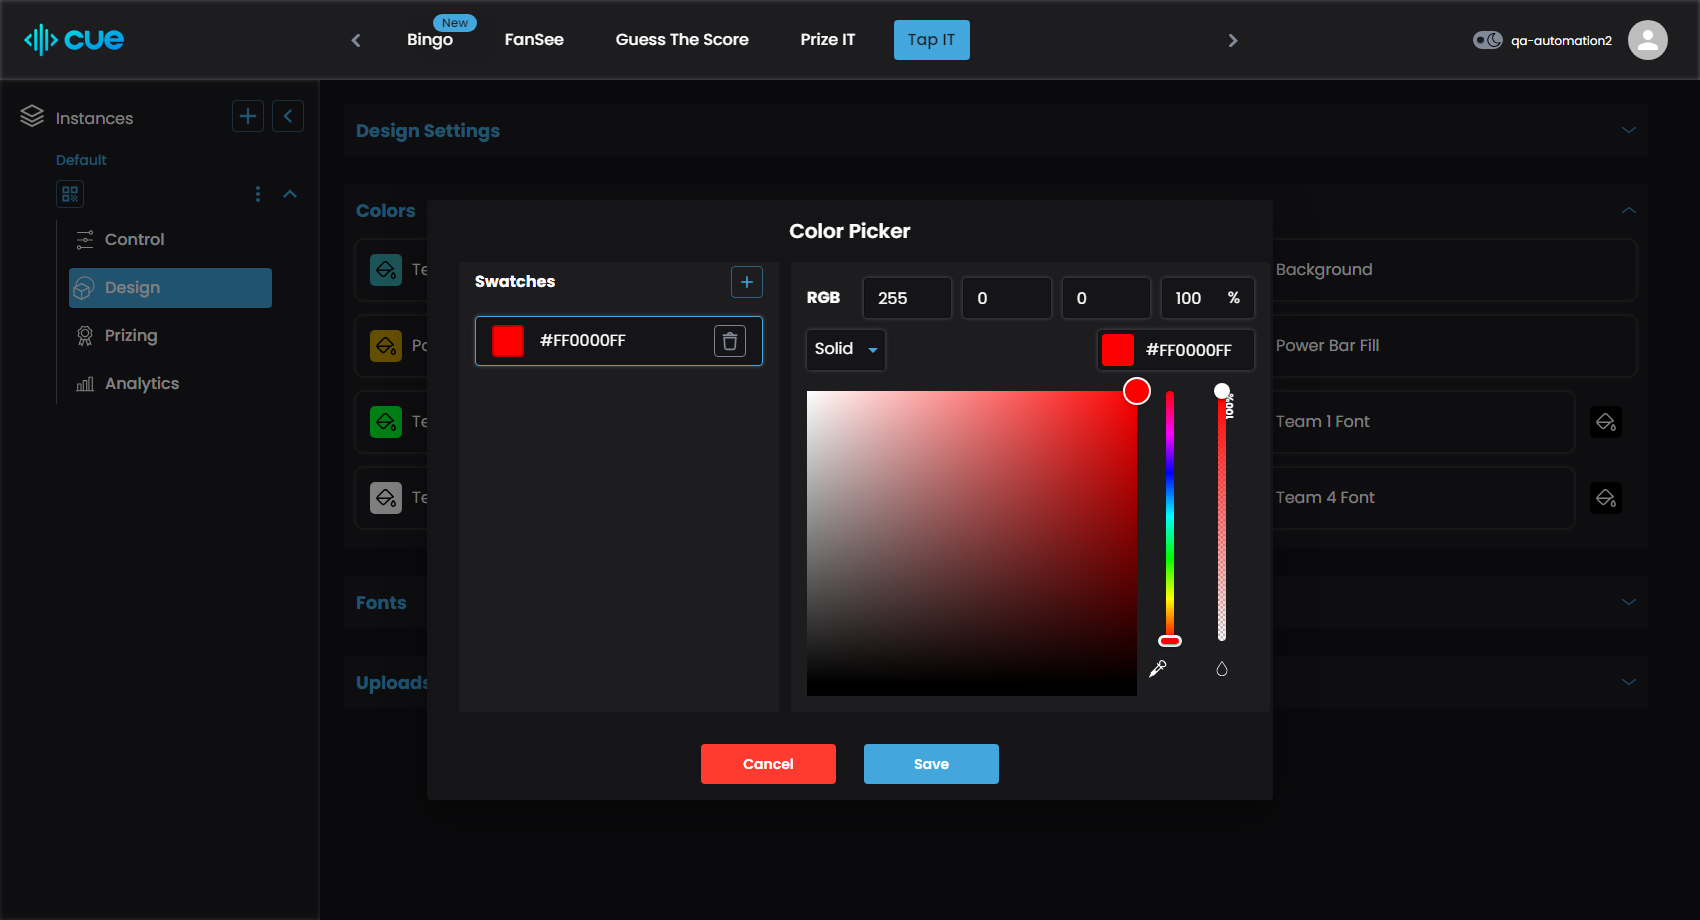 cue
New
Bingo
FanSee
Guess The Score
Prize IT
Tap IT
qa-automation2
Instances
Default
Control
Design
Prizing
Analytics
Design Settings
Colors
Te
Background
Po
Power Bar Fill
Te
Team 1 Font
Te
Team 4 Font
Fonts
Uploads
Color Picker
Swatches
#FF0000FF
RGB 255 0 0 100 %
Solid
#FF0000FF
100%
Cancel
Save